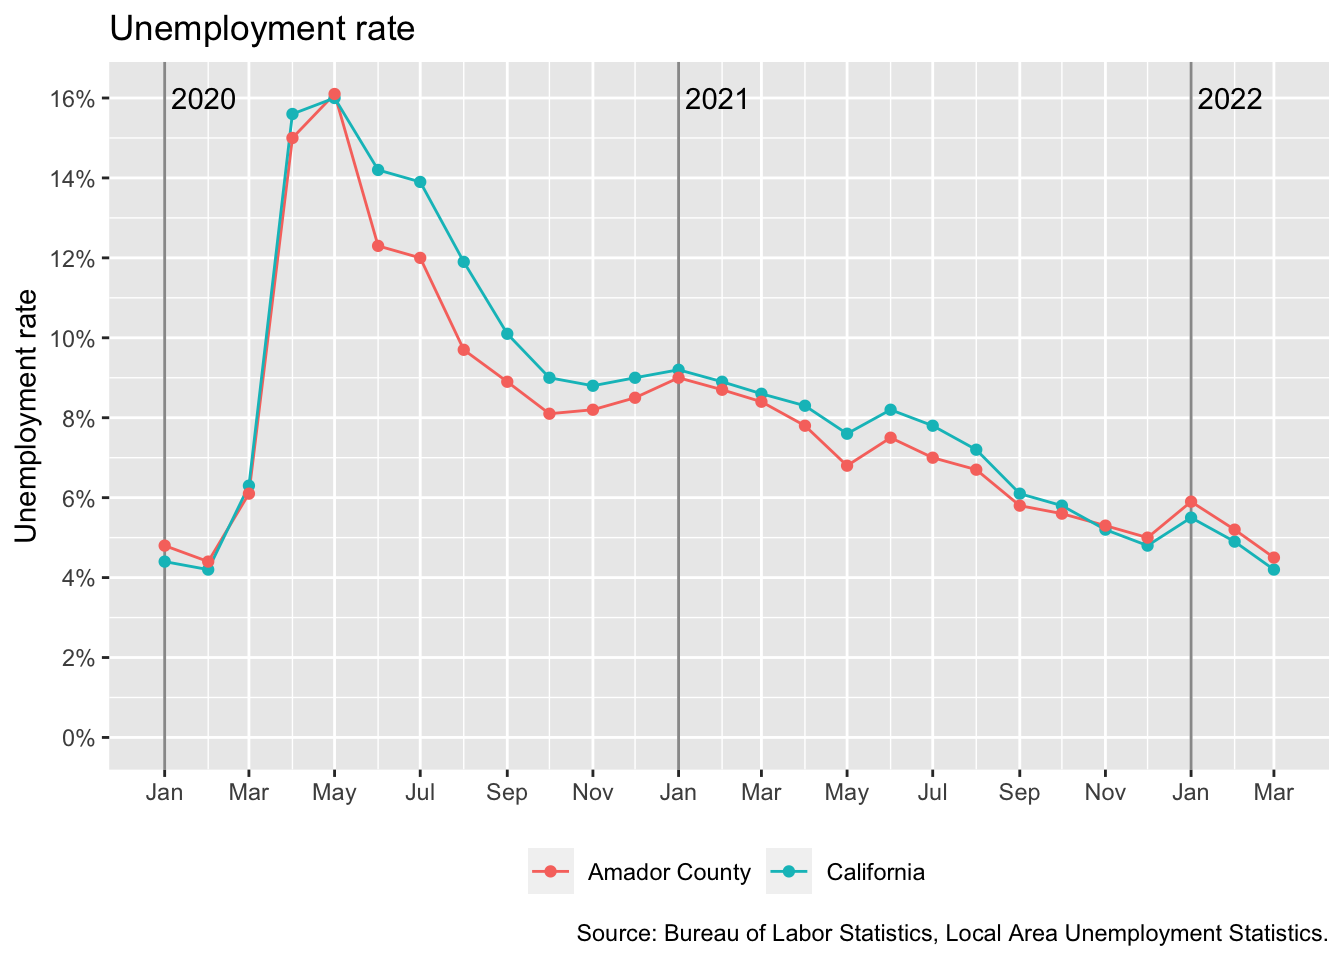 Unemployment rate
2020 2021 2022
Unemployment rate
16%
14%
12%
10%
8%
6%
4%
2%
0%
Jan Mar May Jul Sep Nov Jan Mar May Jul Sep Nov Jan Mar
Amador County California
Source: Bureau of Labor Statistics, Local Area Unemployment Statistics.